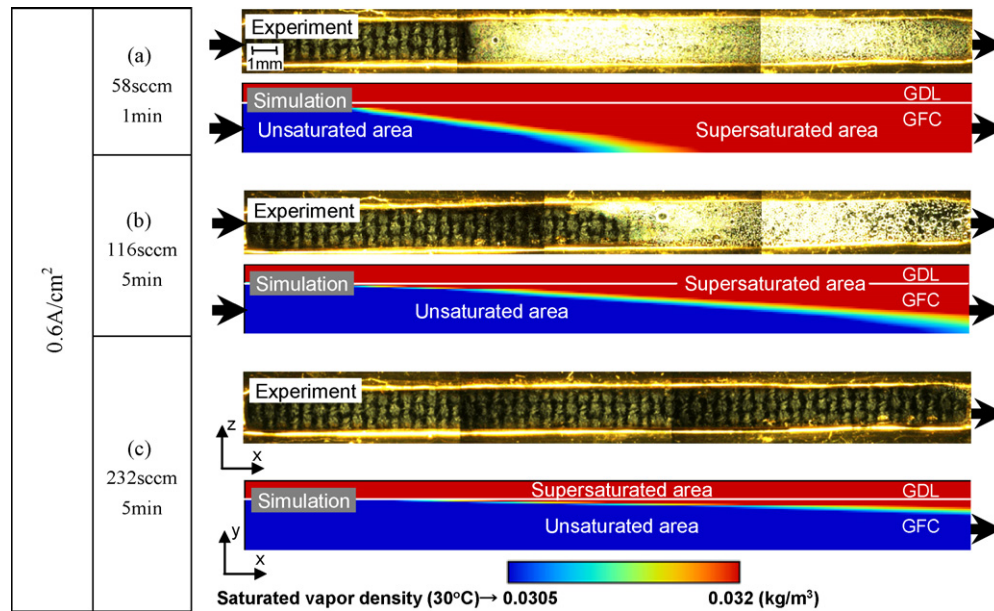 0.6A/cm²
(a)
58sccm
1min
Experiment
1mm
Simulation
GDL
GFC
Unsaturated area
Supersaturated area
(b)
116sccm
5min
Experiment
Simulation
Supersaturated area
GDL
GFC
Unsaturated area
(c)
232sccm
5min
Experiment
z
x
Supersaturated area
GDL
Simulation
Unsaturated area
GFC
y
x
Saturated vapor density (30°C)→ 0.0305
0.032 (kg/m³)